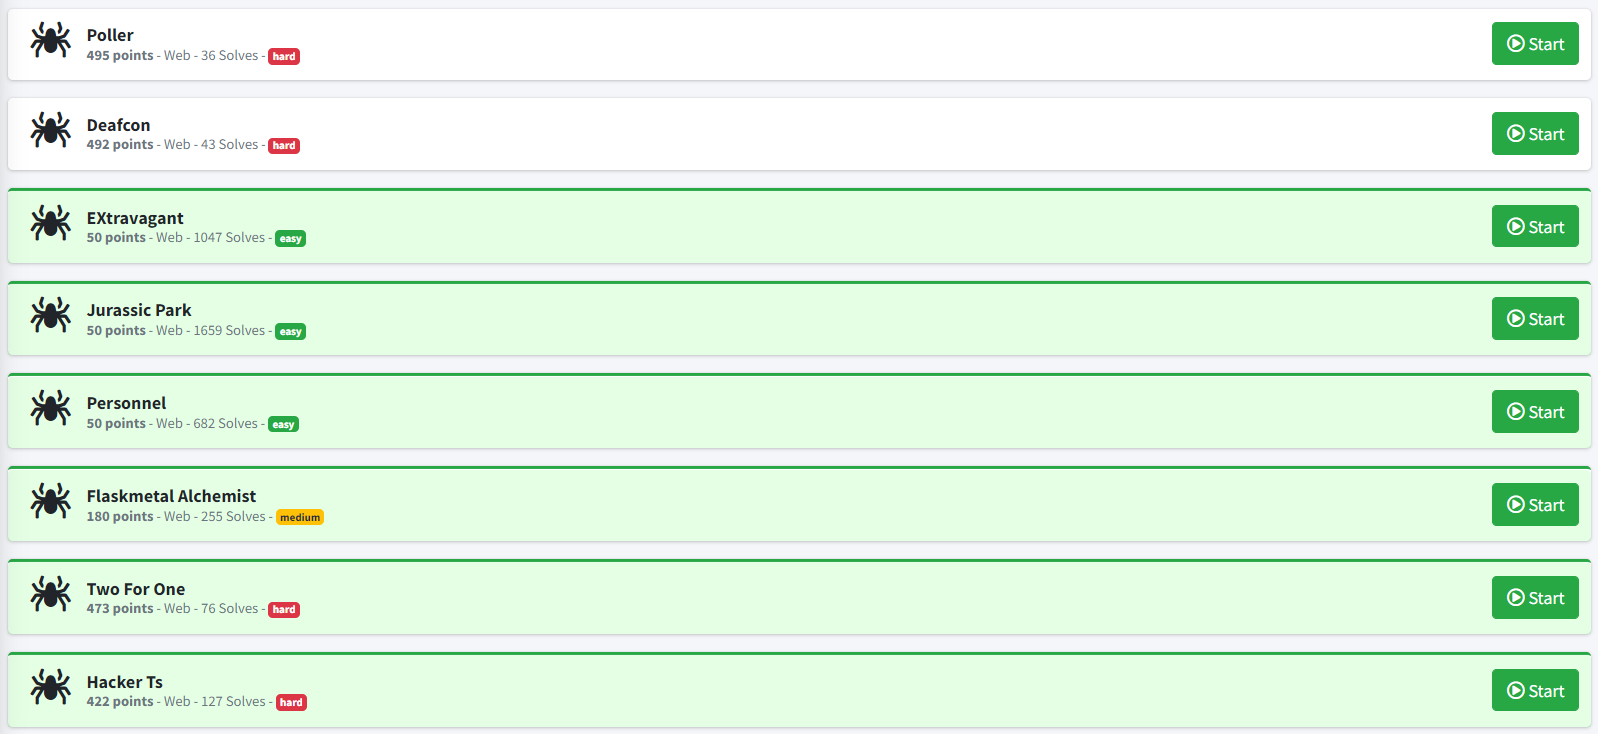 Poller
495 points - Web - 36 Solves - hard
Start
Deafcon
492 points - Web - 43 Solves - hard
Start
EXtravagant
50 points - Web - 1047 Solves - easy
Start
Jurassic Park
50 points - Web - 1659 Solves - easy
Start
Personnel
50 points - Web - 682 Solves - easy
Start
Flaskmetal Alchemist
180 points - Web - 255 Solves - medium
Start
Two For One
473 points - Web - 76 Solves - hard
Start
Hacker Ts
422 points - Web - 127 Solves - hard
Start